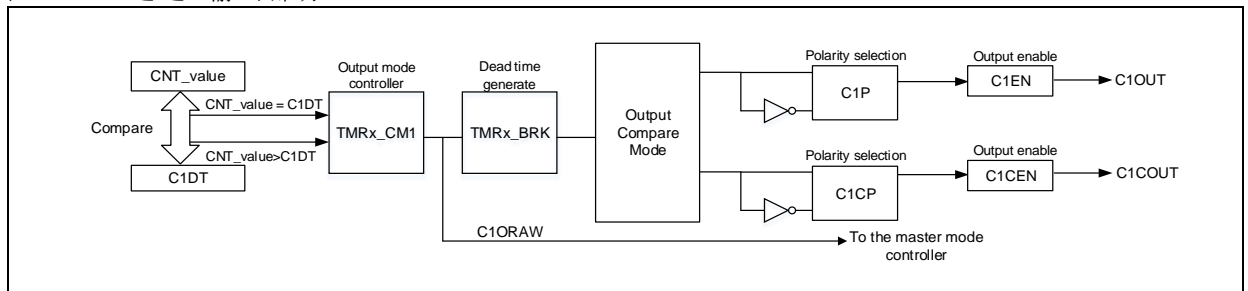 CNT_value
Compare
C1DT
CNT_value = C1DT
CNT_value>C1DT
Output mode
controller
TMRx_CM1
Dead time
generate
TMRx_BRK
Output
Compare
Mode
Polarity selection
C1P
Output enable
C1EN
C1OUT
Polarity selection
C1CP
Output enable
C1CEN
C1COUT
C1ORAW
To the master mode
controller